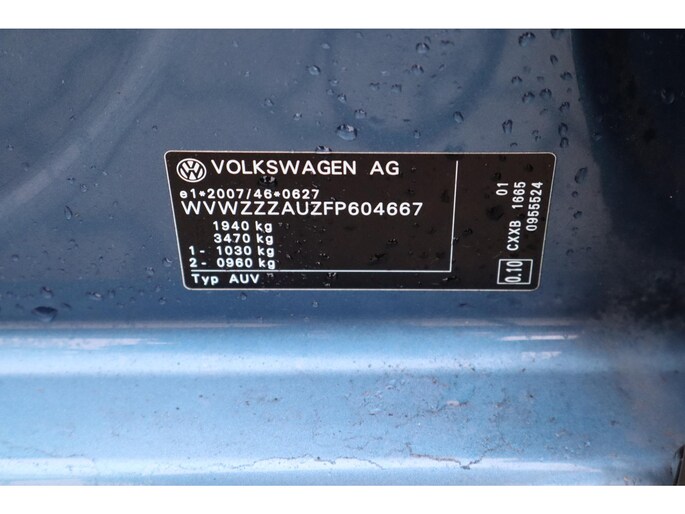 VOLKSWAGEN AG
e1*2007/46*0627
WVWZZZAUZFP604667
1940 kg
3470 kg
1- 1030 kg
2- 0960 kg
Typ AUV
0.10
CXXB 1665
01
0955524